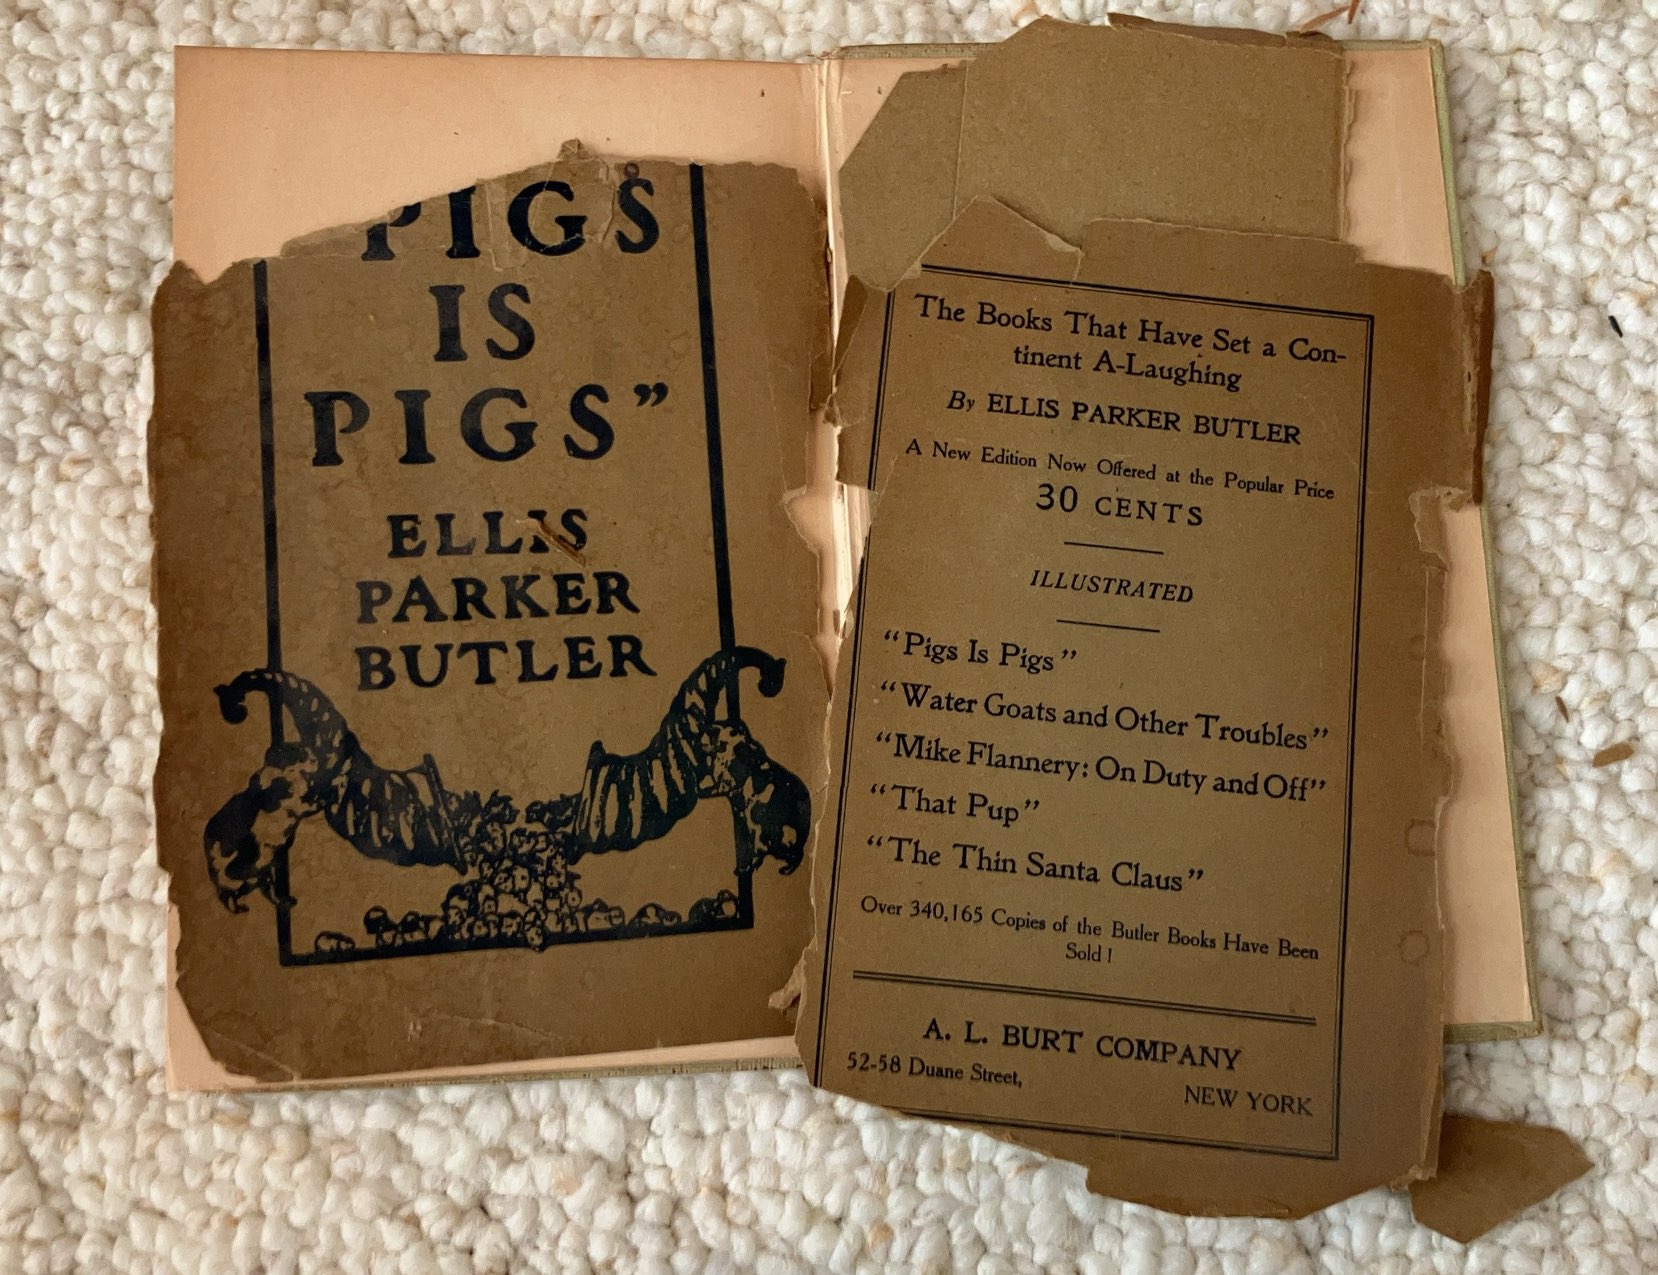 "PIGS
IS
PIGS"
ELLIS
PARKER
BUTLER
The Books That Have Set a Con-
tinent A-Laughing
By ELLIS PARKER BUTLER
A New Edition Now Offered at the Popular Price
30 CENTS
ILLUSTRATED
"Pigs Is Pigs"
"Water Goats and Other Troubles"
"Mike Flannery: On Duty and Off"
"That Pup"
"The Thin Santa Claus"
Over 340,165 Copies of the Butler Books Have Been
Sold!
A. L. BURT COMPANY
52-58 Duane Street,
NEW YORK